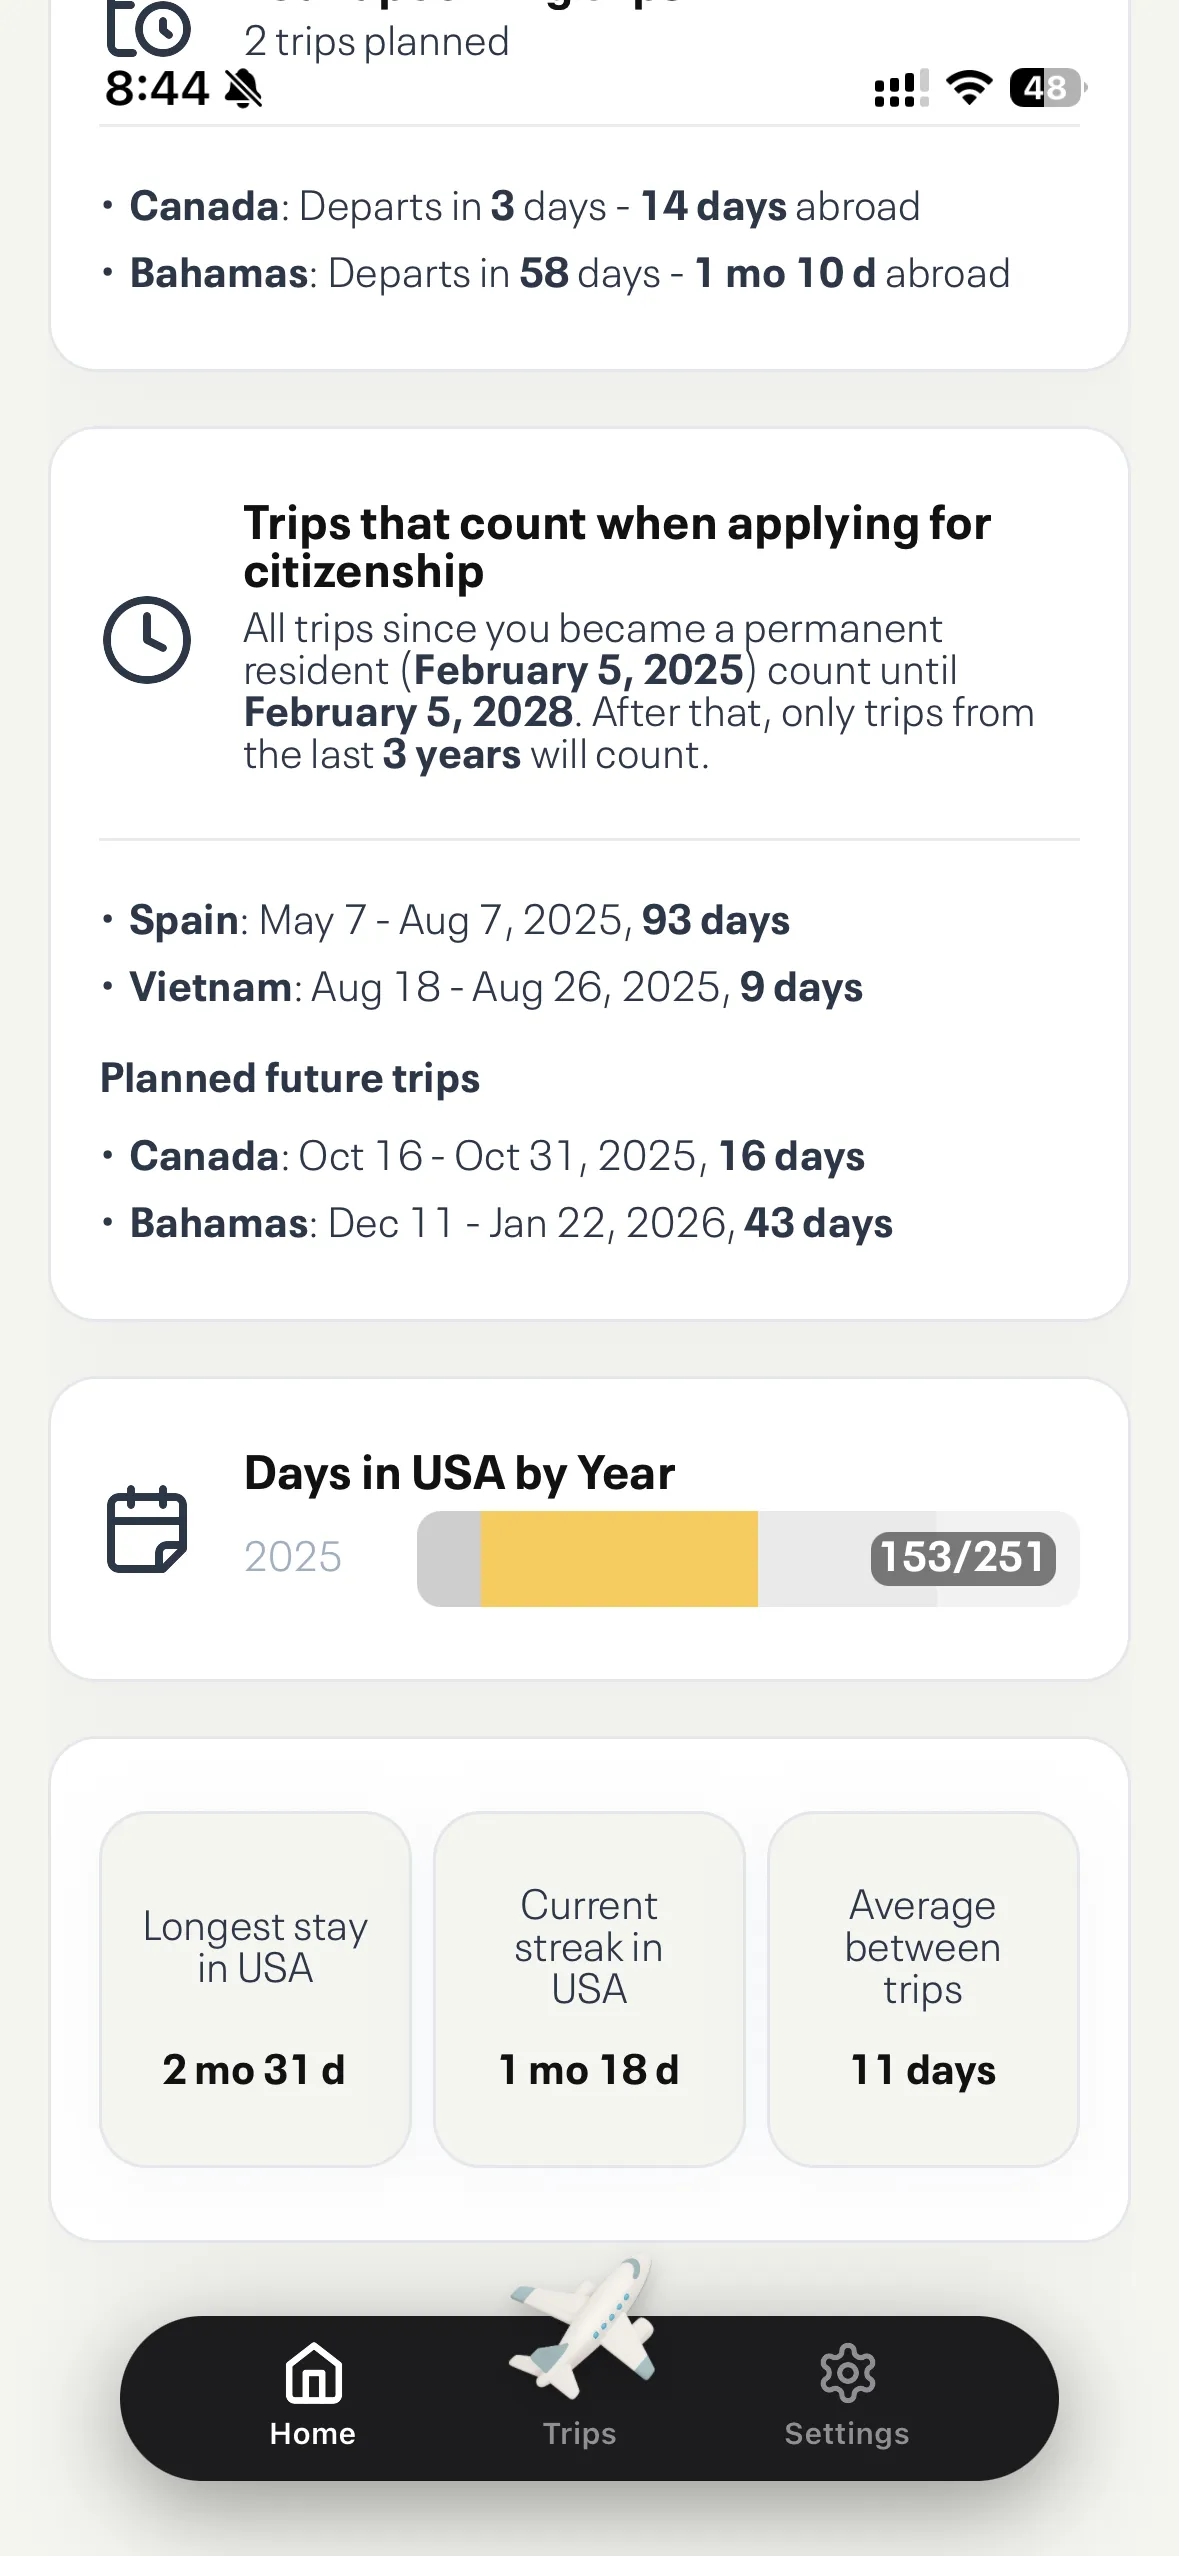 2 trips planned
8:44
48
• Canada: Departs in 3 days - 14 days abroad
• Bahamas: Departs in 58 days - 1 mo 10 d abroad
Trips that count when applying for
citizenship
All trips since you became a permanent
resident (February 5, 2025) count until
February 5, 2028. After that, only trips from
the last 3 years will count.
• Spain: May 7 - Aug 7, 2025, 93 days
• Vietnam: Aug 18 - Aug 26, 2025, 9 days
Planned future trips
• Canada: Oct 16 - Oct 31, 2025, 16 days
• Bahamas: Dec 11 - Jan 22, 2026, 43 days
Days in USA by Year
2025
153/251
Longest stay
in USA
2 mo 31 d
Current
streak in
USA
1 mo 18 d
Average
between
trips
11 days
Home
Trips
Settings